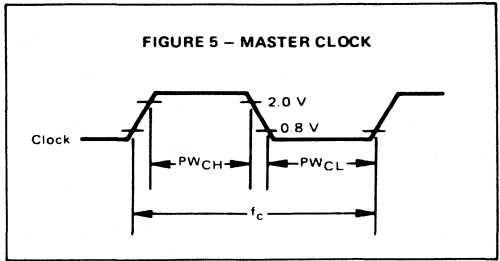 FIGURE 5 – MASTER CLOCK
2.0 V
0.8 V
Clock
PWCH
PWCL
fc